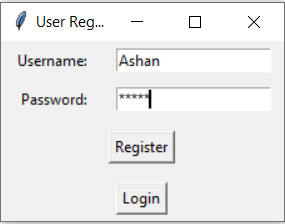 User Reg...
Username: Ashan
Password: *****
Register
Login